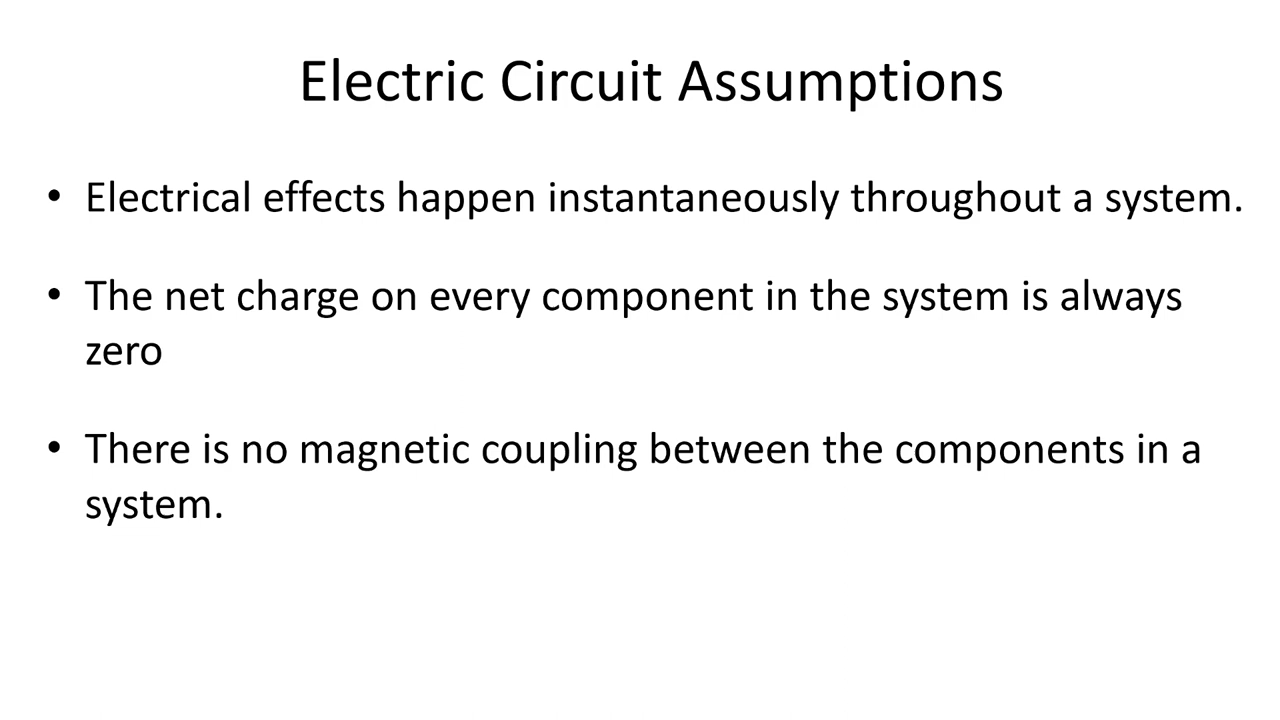 Electric Circuit Assumptions
• Electrical effects happen instantaneously throughout a system.
• The net charge on every component in the system is always
zero
• There is no magnetic coupling between the components in a
system.